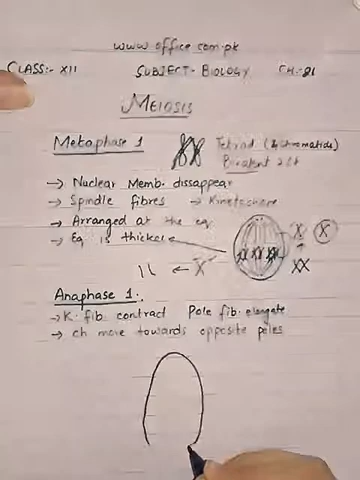 www.office.com.pk
CLASS:- XII SUBJECT- BIOLOGY CH:-21
MEIOSIS
Metaphase 1 Tetrad (4 chromatids)
Bivalent
→ Nuclear Memb. dissappear
→ Spindle fibres → Kinetochore
→ Arranged at the eq.
→ Eq is thicker
X X
XX
11 ← X
Anaphase 1:.
→ K. fib. contract Pole fib. elongate
→ ch move towards opposite poles